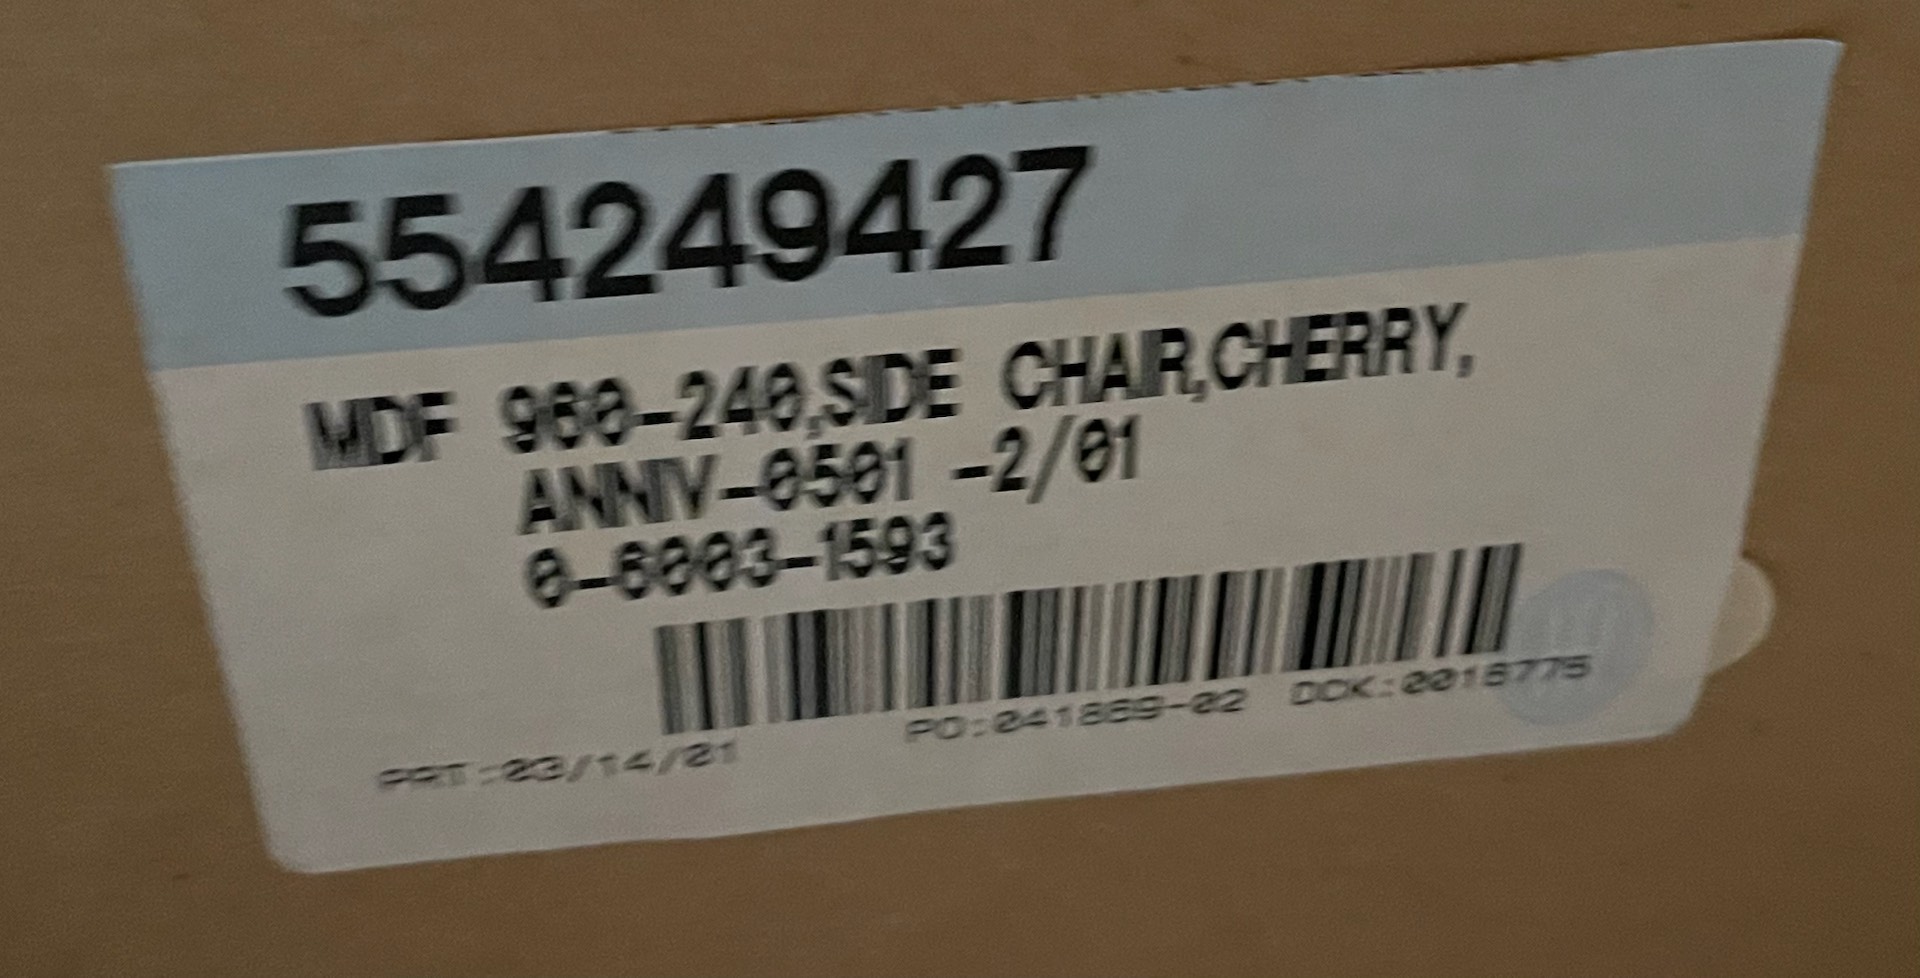 554249427
MDF 960-240,SIDE CHAIR,CHERRY,
ANNIV-0501 -2/01
0-6003-1593
PO:041869-02 DCK:0016775
PRT:03/14/01